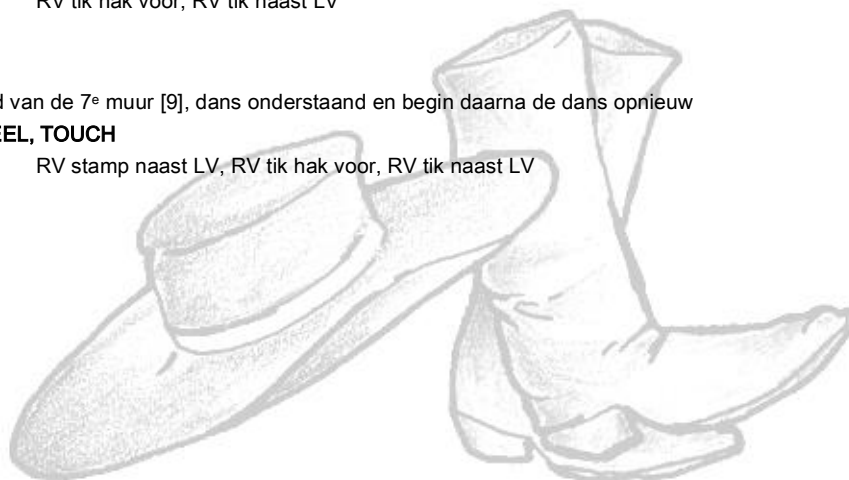 RV tik hak voor, RV tik naast LV
van de 7e muur [9], dans onderstaand en begin daarna de dans opnieuw
TOUCH
RV stamp naast LV, RV tik hak voor, RV tik naast LV